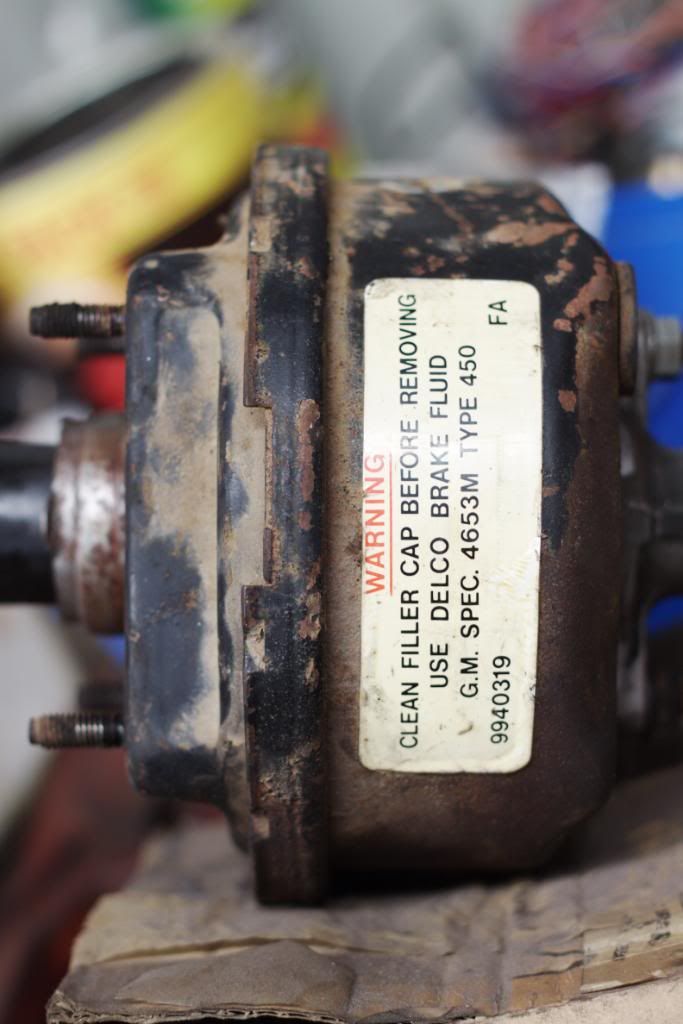 WARNING
CLEAN FILLER CAP BEFORE REMOVING
USE DELCO BRAKE FLUID
G.M. SPEC. 4653M TYPE 450
9940319 FA